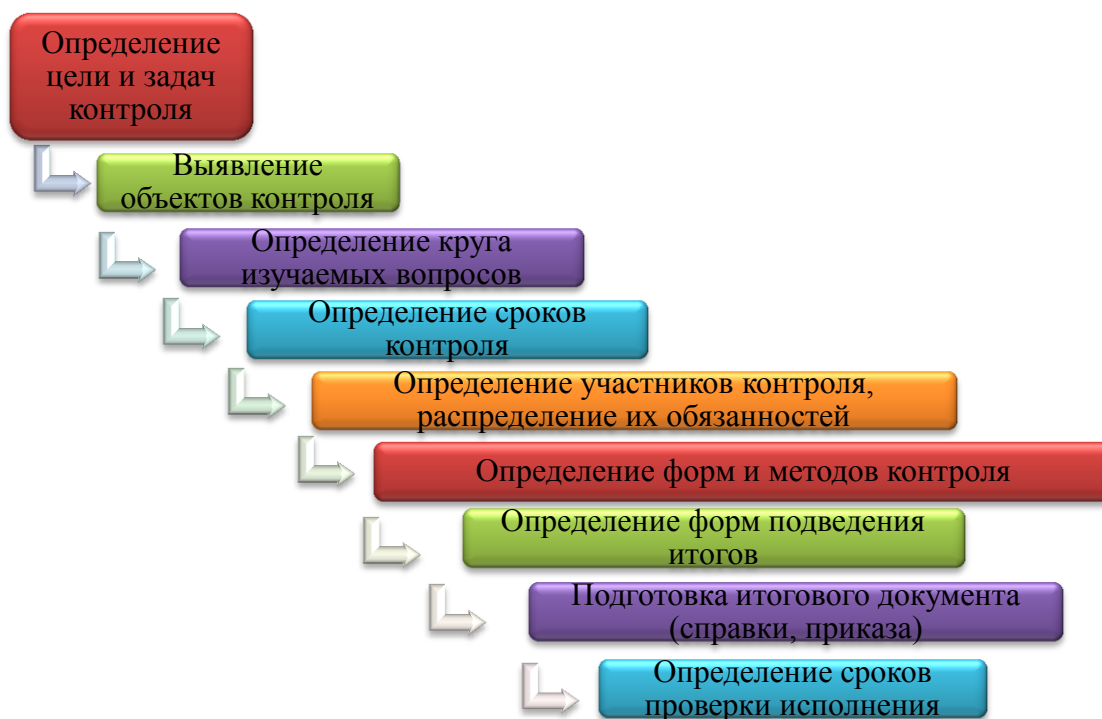 Определение
цели и задач
контроля
Выявление
объектов контроля
Определение круга
изучаемых вопросов
Определение сроков
контроля
Определение участников контроля,
распределение их обязанностей
Определение форм и методов контроля
Определение форм подведения
итогов
Подготовка итогового документа
(справки, приказа)
Определение сроков
проверки исполнения